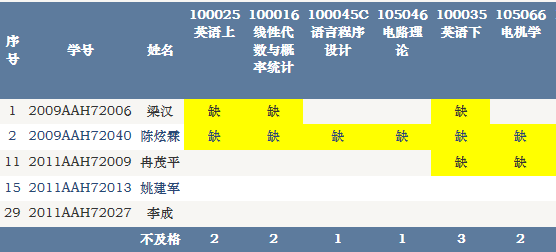 序
号
学号
姓名
100025
英语上
100016
线性代
数与概
率统计
100045C
语言程序
设计
105046
电路理
论
100035
英语下
105066
电机学
1 2009AAH72006 梁汉 缺 缺 缺
2 2009AAH72040 陈炫霖 缺 缺 缺 缺 缺 缺
11 2011AAH72009 冉茂平 缺 缺
15 2011AAH72013 姚建军
29 2011AAH72027 李成
不及格 2 2 1 1 3 2